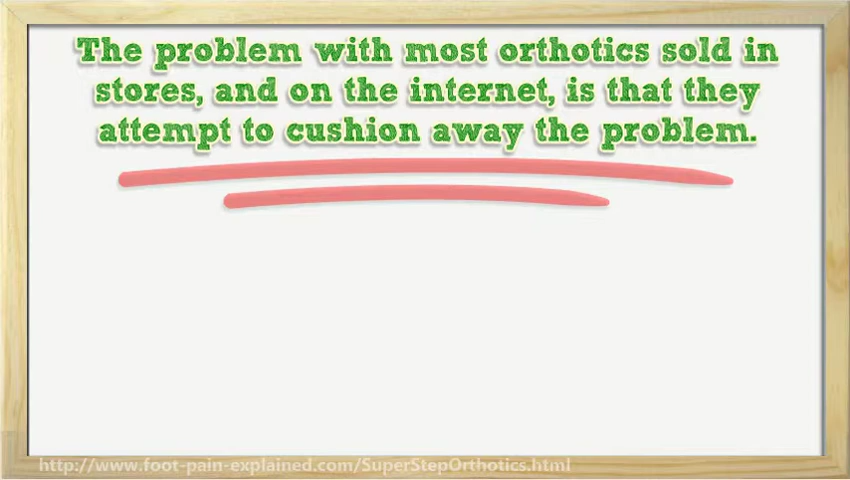 The problem with most orthotics sold in
stores, and on the internet, is that they
attempt to cushion away the problem.
http://www.foot-pain-explained.com/SuperStepOrthotics.html